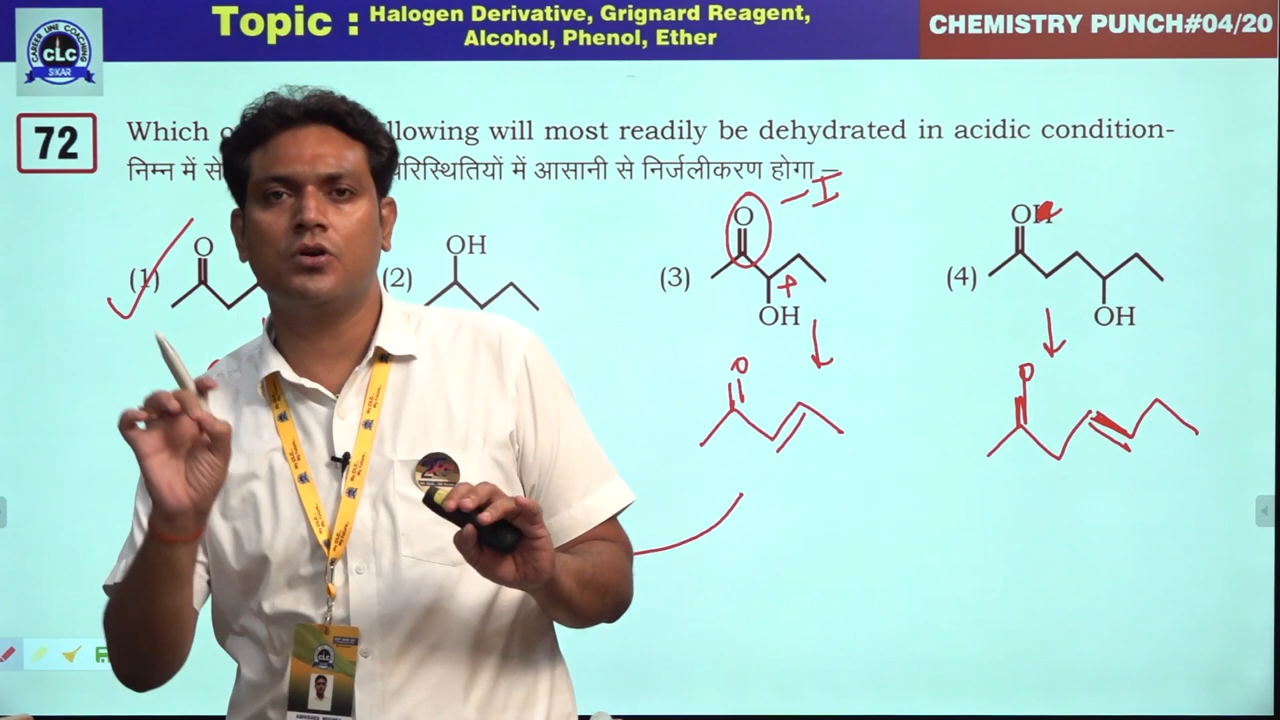 Topic : Halogen Derivative, Grignard Reagent,
Alcohol, Phenol, Ether
CHEMISTRY PUNCH#04/20
CAREER LINE COACHING
CLC
SIKAR
72
Which llowing will most readily be dehydrated in acidic condition-
निम्न में से रिस्थितियों में आसानी से निर्जलीकरण होगा –
(1) O
(2) OH
(3) O OH
– I
+
(4) OH OH
O
O
CLC